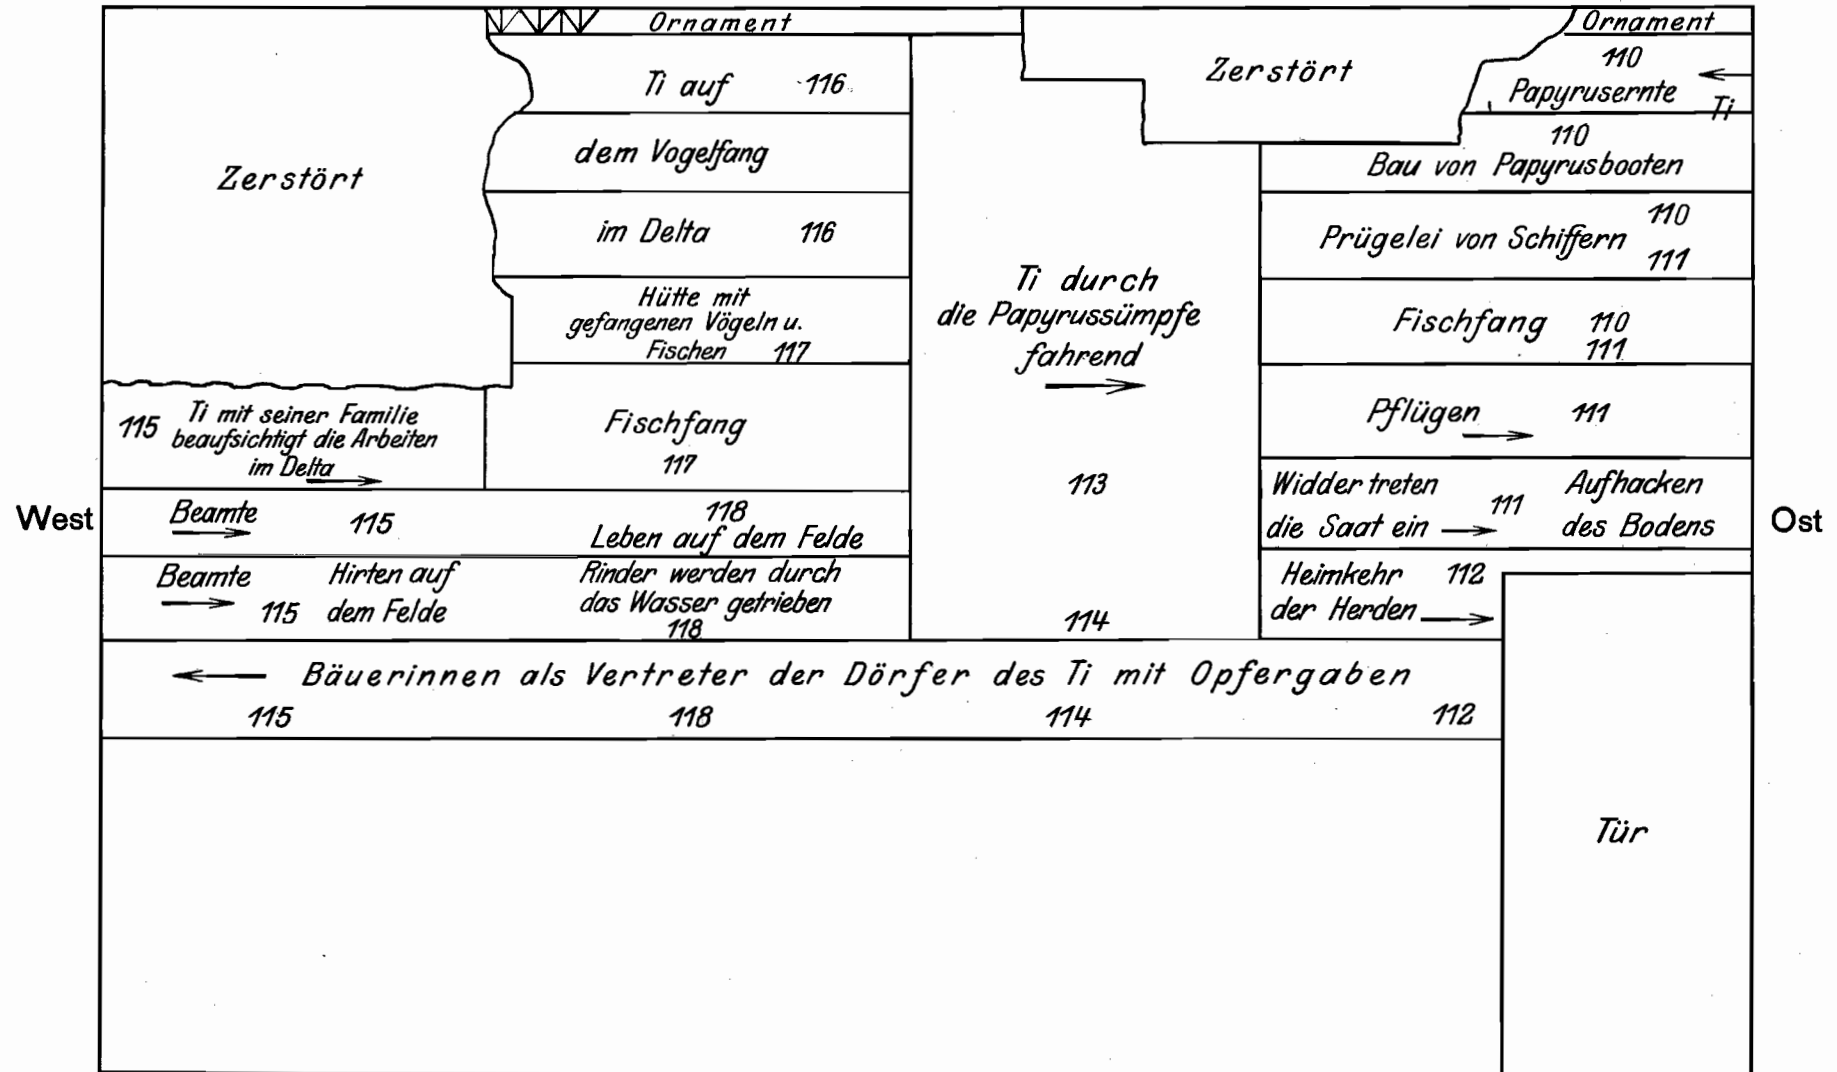 Ornament
Ti auf 116
dem Vogelfang
im Delta 116
Hütte mit
gefangenen Vögeln u.
Fischen 117
Zerstört
115 Ti mit seiner Familie
beaufsichtigt die Arbeiten
im Delta
Fischfang
117
West
Beamte 115
118
Leben auf dem Felde
Beamte
115
Hirten auf
dem Felde
Rinder werden durch
das Wasser getrieben
118
Ti durch
die Papyrussümpfe
fahrend
113
114
Zerstört
Ornament
110
Papyrusernte
Ti
110
Bau von Papyrusbooten
Prügelei von Schiffern 110
111
Fischfang 110
111
Pflügen 111
Widder treten
die Saat ein
111
Aufhacken
des Bodens
Ost
Heimkehr 112
der Herden
Bäuerinnen als Vertreter der Dörfer des Ti mit Opfergaben
115 118 114 112
Tür